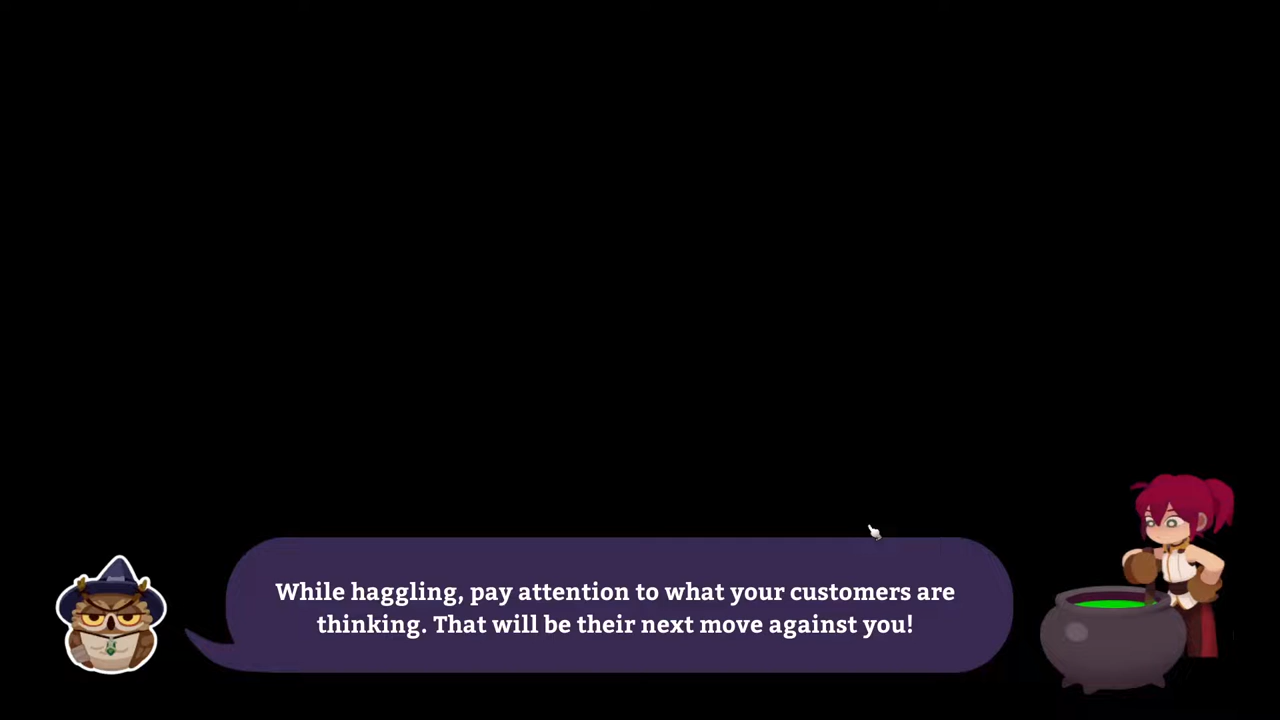 While haggling, pay attention to what your customers are
thinking. That will be their next move against you!